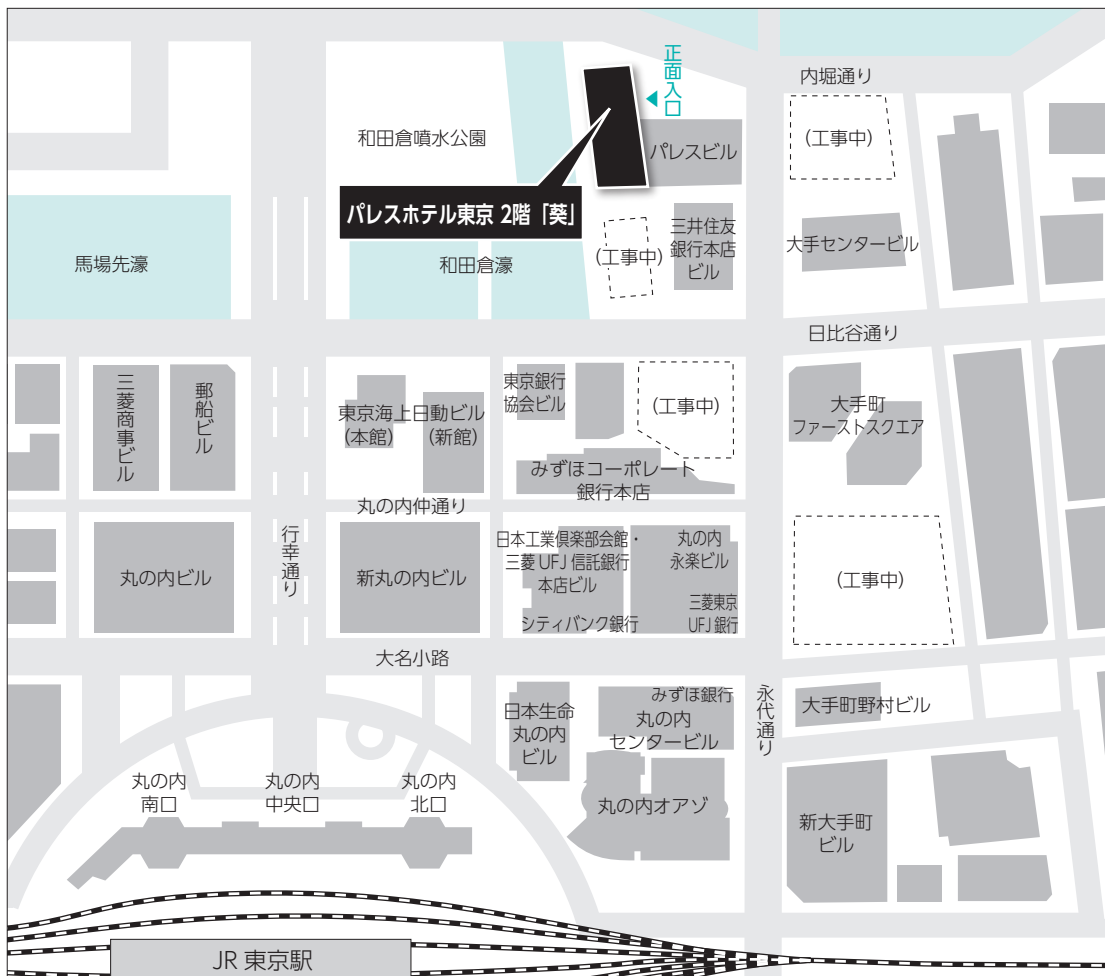 正面入口
内堀通り
和田倉噴水公園
パレスビル
(工事中)
パレスホテル東京 2階「葵」
馬場先濠
和田倉濠
(工事中)
三井住友
銀行本店
ビル
大手センタービル
日比谷通り
三菱商事ビル
郵船ビル
東京海上日動ビル
(本館)
(新館)
東京銀行
協会ビル
(工事中)
大手町
ファーストスクエア
みずほコーポレート
銀行本店
丸の内仲通り
丸の内ビル
行幸通り
新丸の内ビル
日本工業倶楽部会館・
三菱UFJ信託銀行
本店ビル
シティバンク銀行
丸の内
永楽ビル
三菱東京
UFJ銀行
(工事中)
大名小路
日本生命
丸の内
ビル
みずほ銀行
丸の内
センタービル
永代通り
大手町野村ビル
丸の内
南口
丸の内
中央口
丸の内
北口
丸の内オアゾ
新大手町
ビル
JR 東京駅